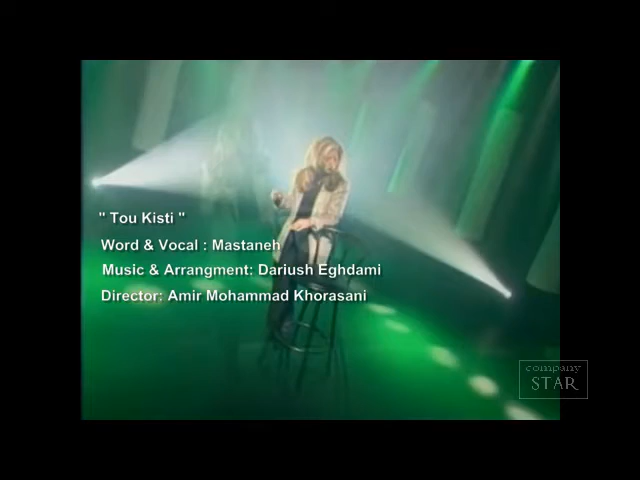 " Tou Kisti "
Word & Vocal : Mastaneh
Music & Arrangment: Dariush Eghdami
Director: Amir Mohammad Khorasani
company
STAR